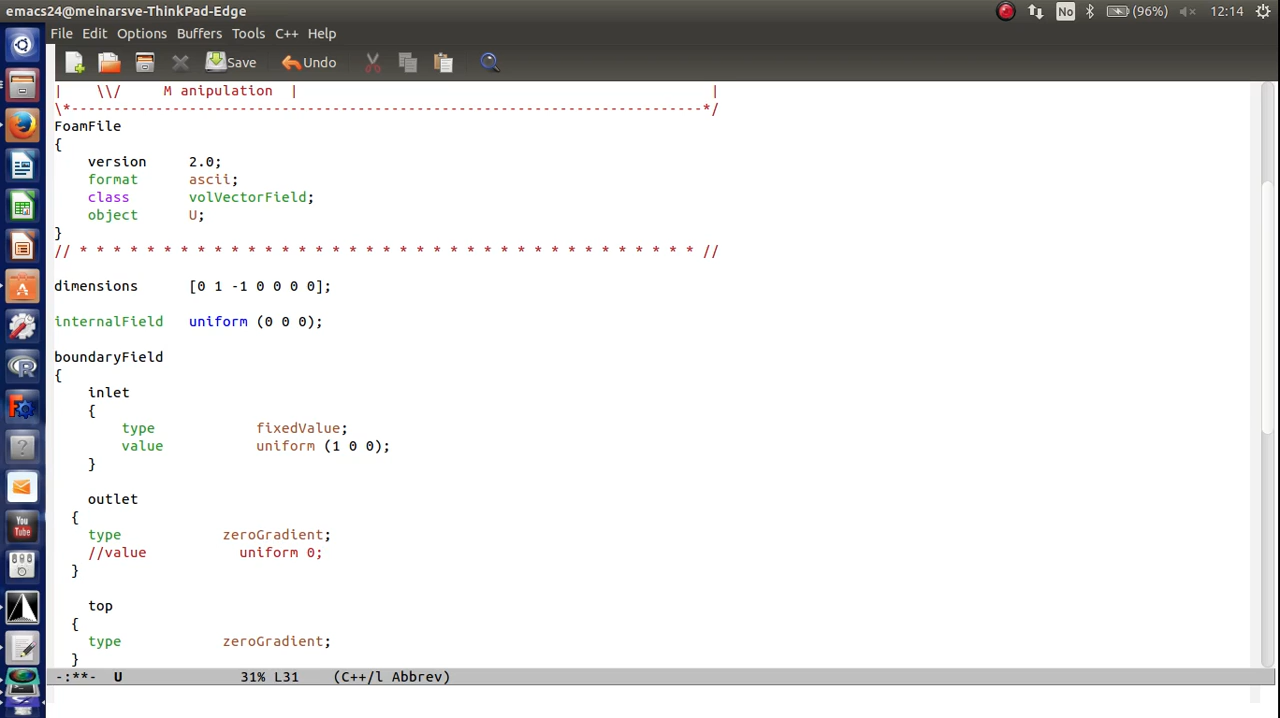 emacs24@meinarsve-ThinkPad-Edge No (96%) 12:14
File Edit Options Buffers Tools C++ Help
Save Undo
| \\/ M anipulation | |
\*---------------------------------------------------------------------------*/
FoamFile
{
version 2.0;
format ascii;
class volVectorField;
object U;
}
// * * * * * * * * * * * * * * * * * * * * * * * * * * * * * * * * * * * * * //
dimensions [0 1 -1 0 0 0 0];
internalField uniform (0 0 0);
boundaryField
{
inlet
{
type fixedValue;
value uniform (1 0 0);
}
outlet
{
type zeroGradient;
//value uniform 0;
}
top
{
type zeroGradient;
}
-:**- U 31% L31 (C++/l Abbrev)
You
Tube